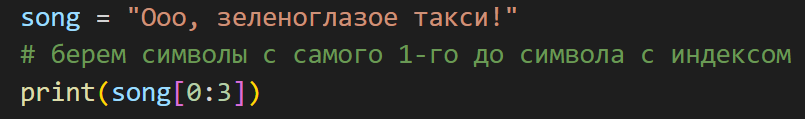 song = "Ооо, зеленоглазое такси!"
# берем символы с самого 1-го до символа с индексом
print(song[0:3])